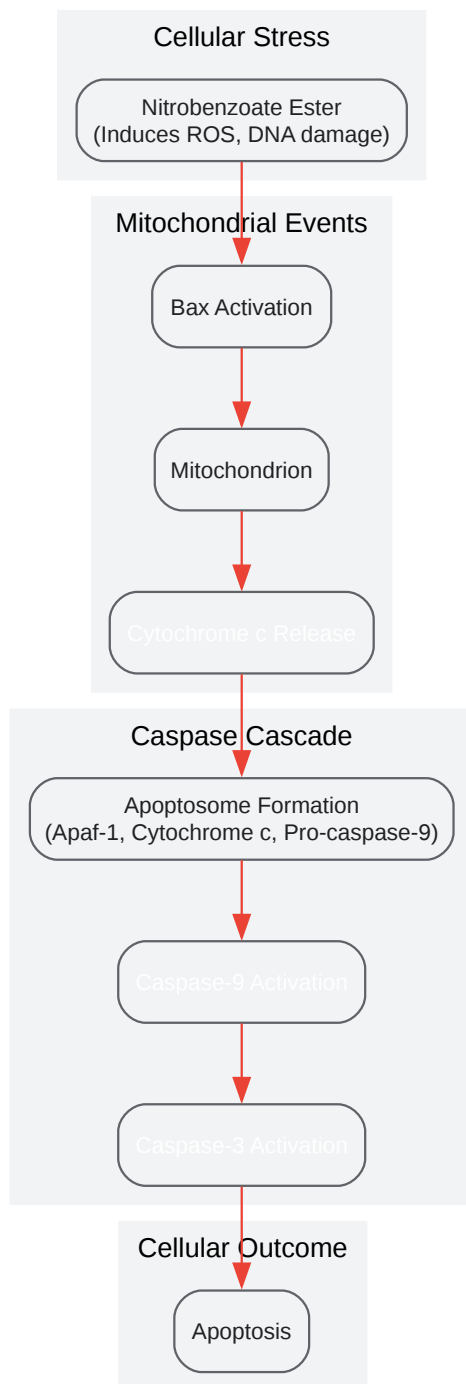 Cellular Stress
Nitrobenzoate Ester
(Induces ROS, DNA damage)
Mitochondrial Events
Bax Activation
Mitochondrion
Cytochrome c Release
Caspase Cascade
Apoptosome Formation
(Apaf-1, Cytochrome c, Pro-caspase-9)
Caspase-9 Activation
Caspase-3 Activation
Cellular Outcome
Apoptosis